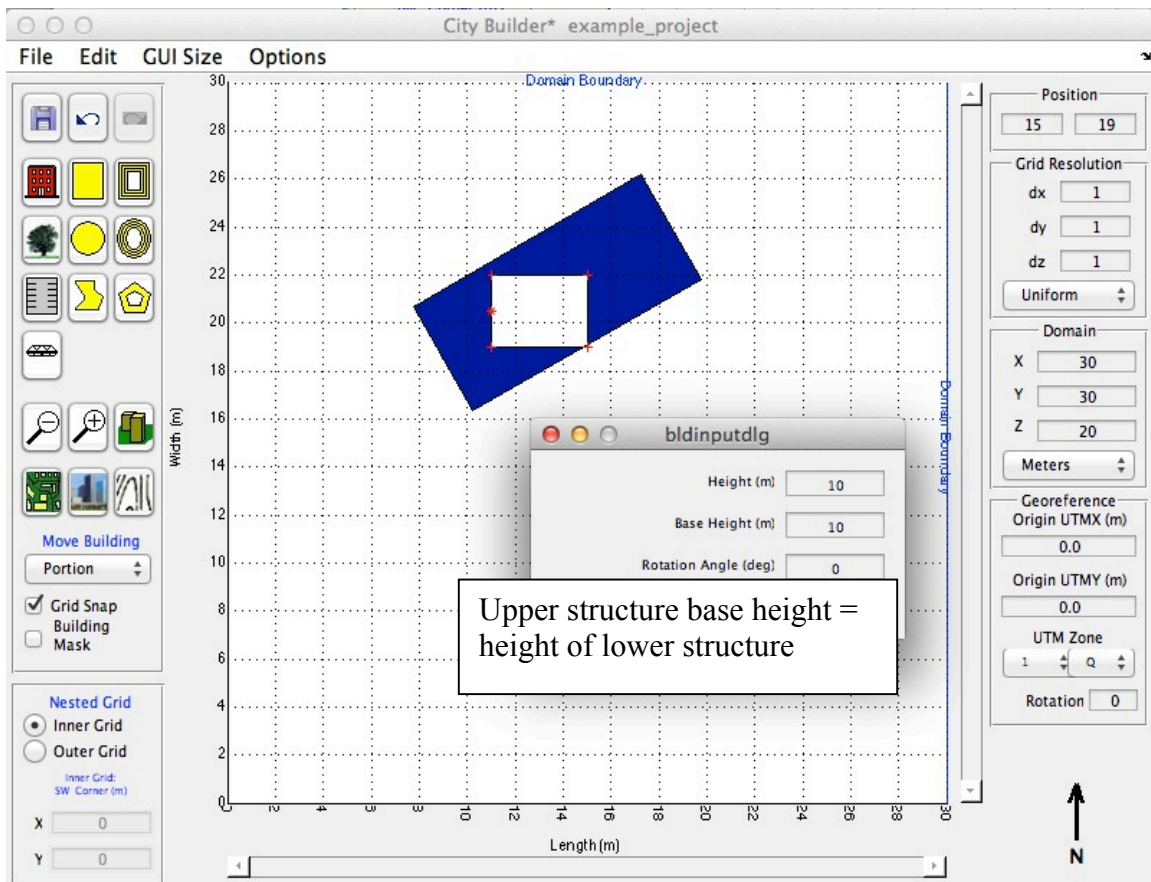 City Builder* example_project
File Edit GUI Size Options
Domain Boundary
30
28
26
24
22
20
18
16
14
12
10
8
6
4
2
0
Width (m)
0 2 4 6 8 10 12 14 16 18 20 22 24 26 28 30
Length (m)
Domain Boundary
Move Building
Portion
Grid Snap
Building
Mask
Nested Grid
Inner Grid
Outer Grid
Inner Grid:
SW Corner (m)
X 0
Y 0
bldinputdlg
Height (m) 10
Base Height (m) 10
Rotation Angle (deg) 0
Upper structure base height =
height of lower structure
Position
15 19
Grid Resolution
dx 1
dy 1
dz 1
Uniform
Domain
X 30
Y 30
Z 20
Meters
Georeference
Origin UTMX (m)
0.0
Origin UTMY (m)
0.0
UTM Zone
1 Q
Rotation 0
N